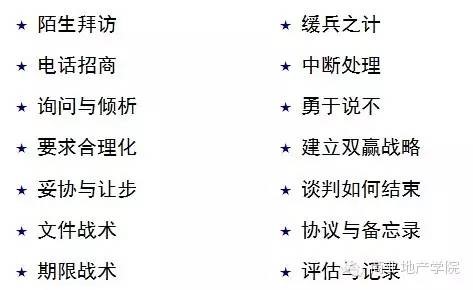 陌生拜访
电话招商
询问与倾析
要求合理化
妥协与让步
文件战术
期限战术
缓兵之计
中断处理
勇于说不
建立双赢战略
谈判如何结束
协议与备忘录
评估与记录
地产学院